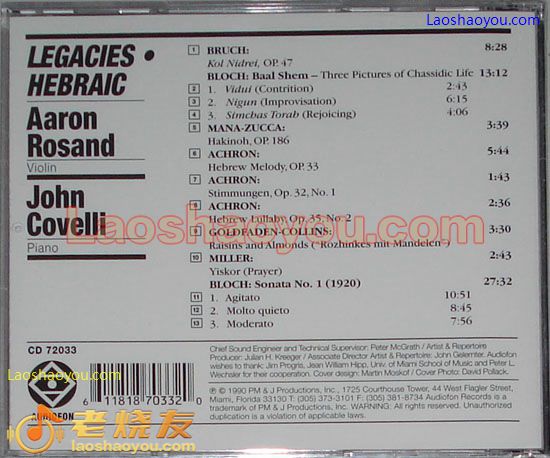 Laoshaoyou.com
LEGACIES •
HEBRAIC
Aaron
Rosand
Violin
John
Covelli
Piano
1 BRUCH: 8:28
Kol Nidrei, OP. 47
BLOCH: Baal Shem – Three Pictures of Chassidic Life 13:12
2 1. Vidui (Contrition) 2:43
3 2. Nigun (Improvisation) 6:15
4 3. Simchas Torah (Rejoicing) 4:06
5 MANA-ZUCCA: 3:39
Hakinoh, OP. 186
6 ACHRON: 5:44
Hebrew Melody, OP. 33
7 ACHRON: 1:43
Stimmungen, Op. 32, No. 1
8 ACHRON: 2:36
Hebrew Lullaby, Op. 35, No. 2
Laoshaoyou.com
9 GOLDFADEN-COLLINS: 3:30
Raisins and Almonds ("Rozhinkes mit Mandelen")
10 MILLER: 2:43
Yiskor (Prayer)
BLOCH: Sonata No. 1 (1920) 27:32
11 1. Agitato 10:51
12 2. Molto quieto 8:45
13 3. Moderato 7:56
CD 72033
Laoshaoyou.com
AUDIOFON
6 11818 70332 0
Chief Sound Engineer and Technical Supervisor: Peter McGrath / Artist & Repertoire
Producer: Julian H. Kreeger / Associate Director Artist & Repertoire: John Gelernter. Audiofon
wishes to thank: Jim Progris, Jean William Hipp, Univ. of Miami School of Music and Peter L.
Wechsler for their cooperation. Cover design: Martin Moskof / Cover Photo: David Pollack.
℗ © 1990 PM & J Productions, Inc., 1725 Courthouse Tower, 44 West Flagler Street,
Miami, Florida 33130 / T: (305) 373-3101 / F: (305) 381-8734 Audiofon Records is a
trademark of PM & J Productions, Inc. WARNING: All rights reserved. Unauthorized
duplication is a violation of applicable laws.
老烧友
laoshaoyou.com